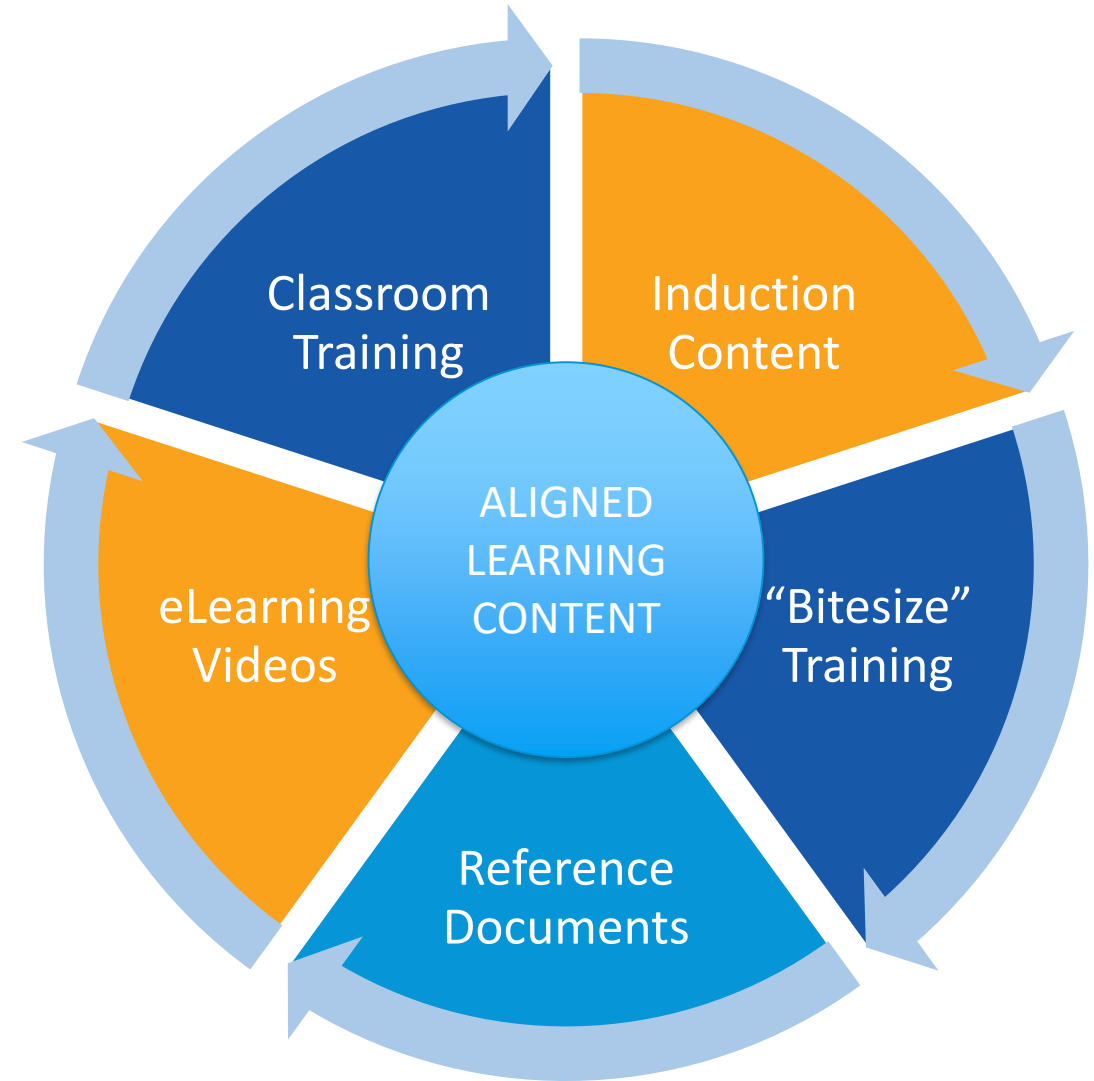 Classroom
Training
Induction
Content
ALIGNED
LEARNING
CONTENT
eLearning
Videos
“Bitesize”
Training
Reference
Documents